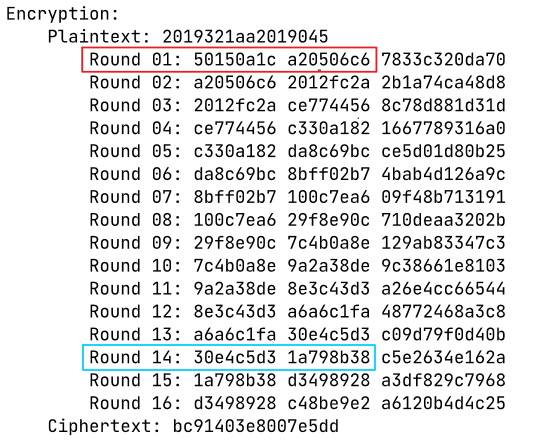 Encryption:
Plaintext: 2019321aa2019045
Round 01: 50150a1c a20506c6 7833c320da70
Round 02: a20506c6 2012fc2a 2b1a74ca48d8
Round 03: 2012fc2a ce774456 8c78d881d31d
Round 04: ce774456 c330a182 1667789316a0
Round 05: c330a182 da8c69bc ce5d01d80b25
Round 06: da8c69bc 8bff02b7 4bab4d126a9c
Round 07: 8bff02b7 100c7ea6 09f48b713191
Round 08: 100c7ea6 29f8e90c 710deaa3202b
Round 09: 29f8e90c 7c4b0a8e 129ab83347c3
Round 10: 7c4b0a8e 9a2a38de 9c38661e8103
Round 11: 9a2a38de 8e3c43d3 a26e4cc66544
Round 12: 8e3c43d3 a6a6c1fa 48772468a3c8
Round 13: a6a6c1fa 30e4c5d3 c09d79f0d40b
Round 14: 30e4c5d3 1a798b38 c5e2634e162a
Round 15: 1a798b38 d3498928 a3df829c7968
Round 16: d3498928 c48be9e2 a6120b4d4c25
Ciphertext: bc91403e8007e5dd